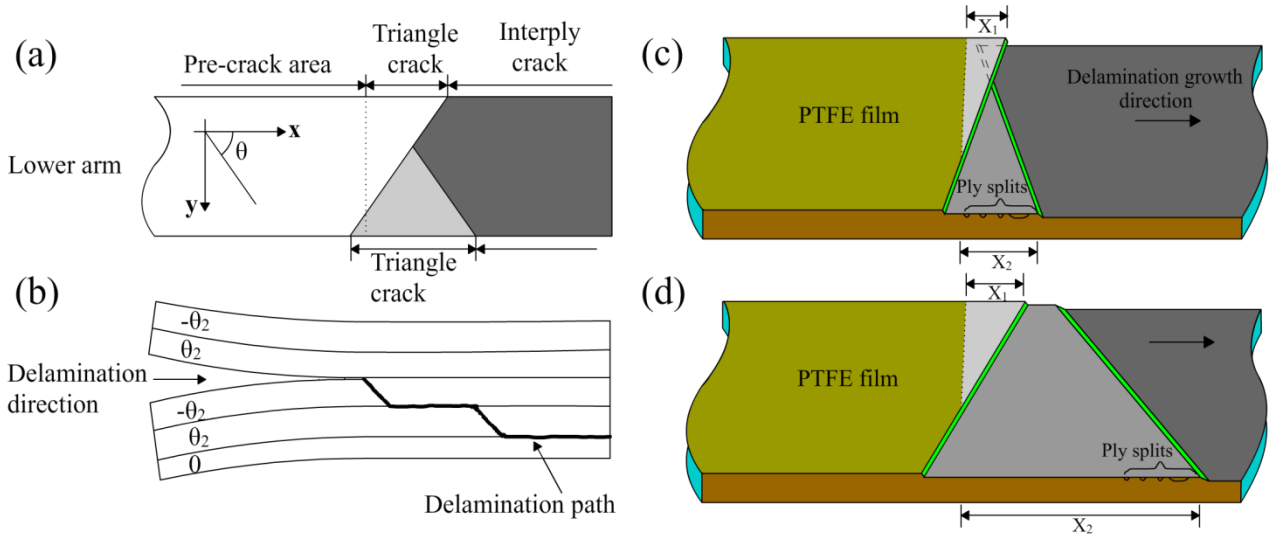 (a)
Triangle
crack
Interply
crack
Pre-crack area
x
θ
y
Lower arm
Triangle
crack
(b)
-θ₂
θ₂
Delamination
direction
-θ₂
θ₂
0
Delamination path
(c)
X₁
PTFE film
Delamination growth
direction
Ply splits
X₂
(d)
X₁
PTFE film
Ply splits
X₂